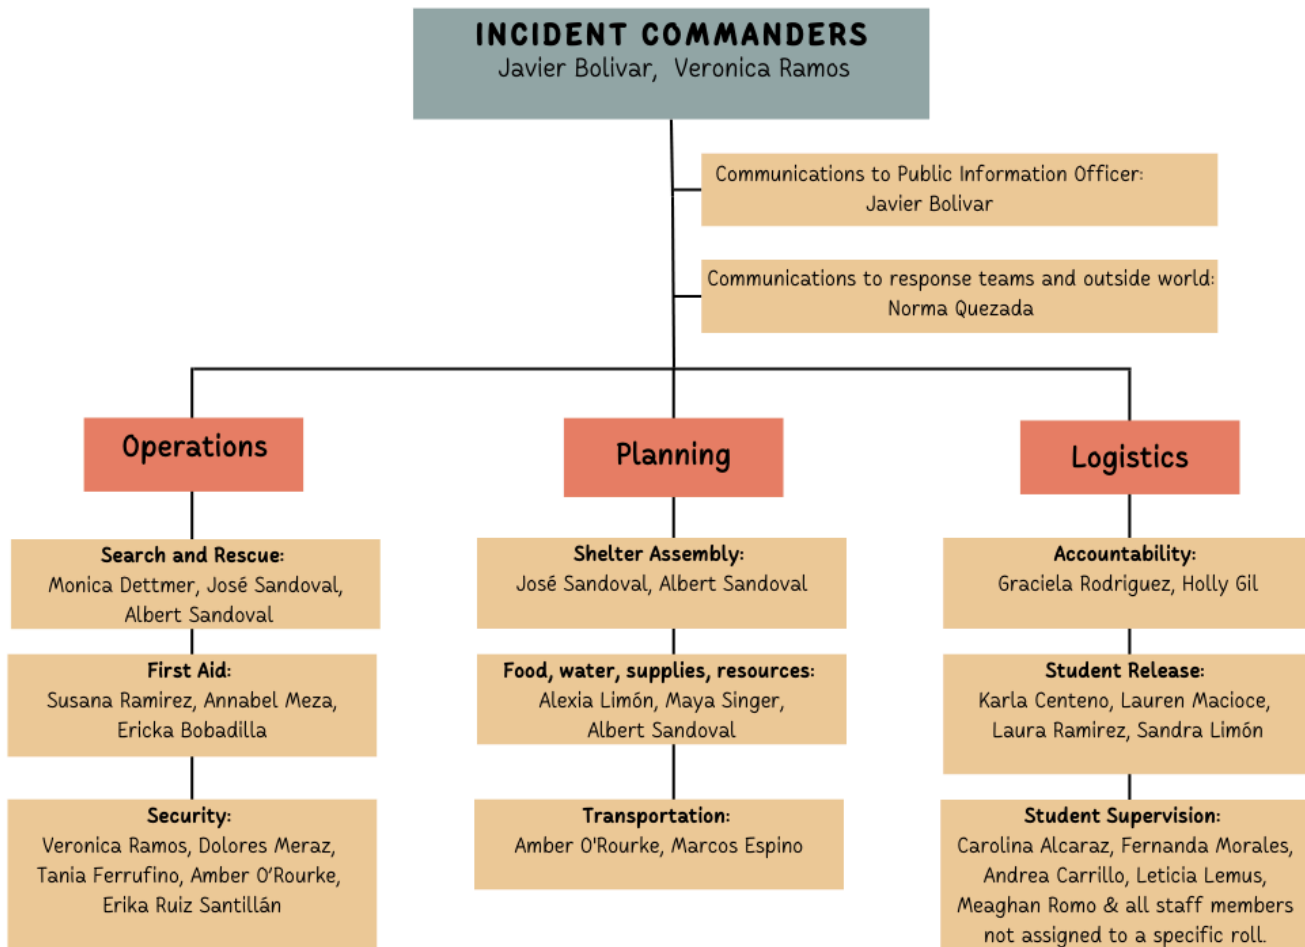 INCIDENT COMMANDERS
Javier Bolivar, Veronica Ramos
Communications to Public Information Officer:
Javier Bolivar
Communications to response teams and outside world:
Norma Quezada
Operations
Search and Rescue:
Monica Dettmer, José Sandoval,
Albert Sandoval
First Aid:
Susana Ramirez, Annabel Meza,
Ericka Bobadilla
Security:
Veronica Ramos, Dolores Meraz,
Tania Ferrufino, Amber O’Rourke,
Erika Ruiz Santillán
Planning
Shelter Assembly:
José Sandoval, Albert Sandoval
Food, water, supplies, resources:
Alexia Limón, Maya Singer,
Albert Sandoval
Transportation:
Amber O'Rourke, Marcos Espino
Logistics
Accountability:
Graciela Rodriguez, Holly Gil
Student Release:
Karla Centeno, Lauren Macioce,
Laura Ramirez, Sandra Limón
Student Supervision:
Carolina Alcaraz, Fernanda Morales,
Andrea Carrillo, Leticia Lemus,
Meaghan Romo & all staff members
not assigned to a specific roll.